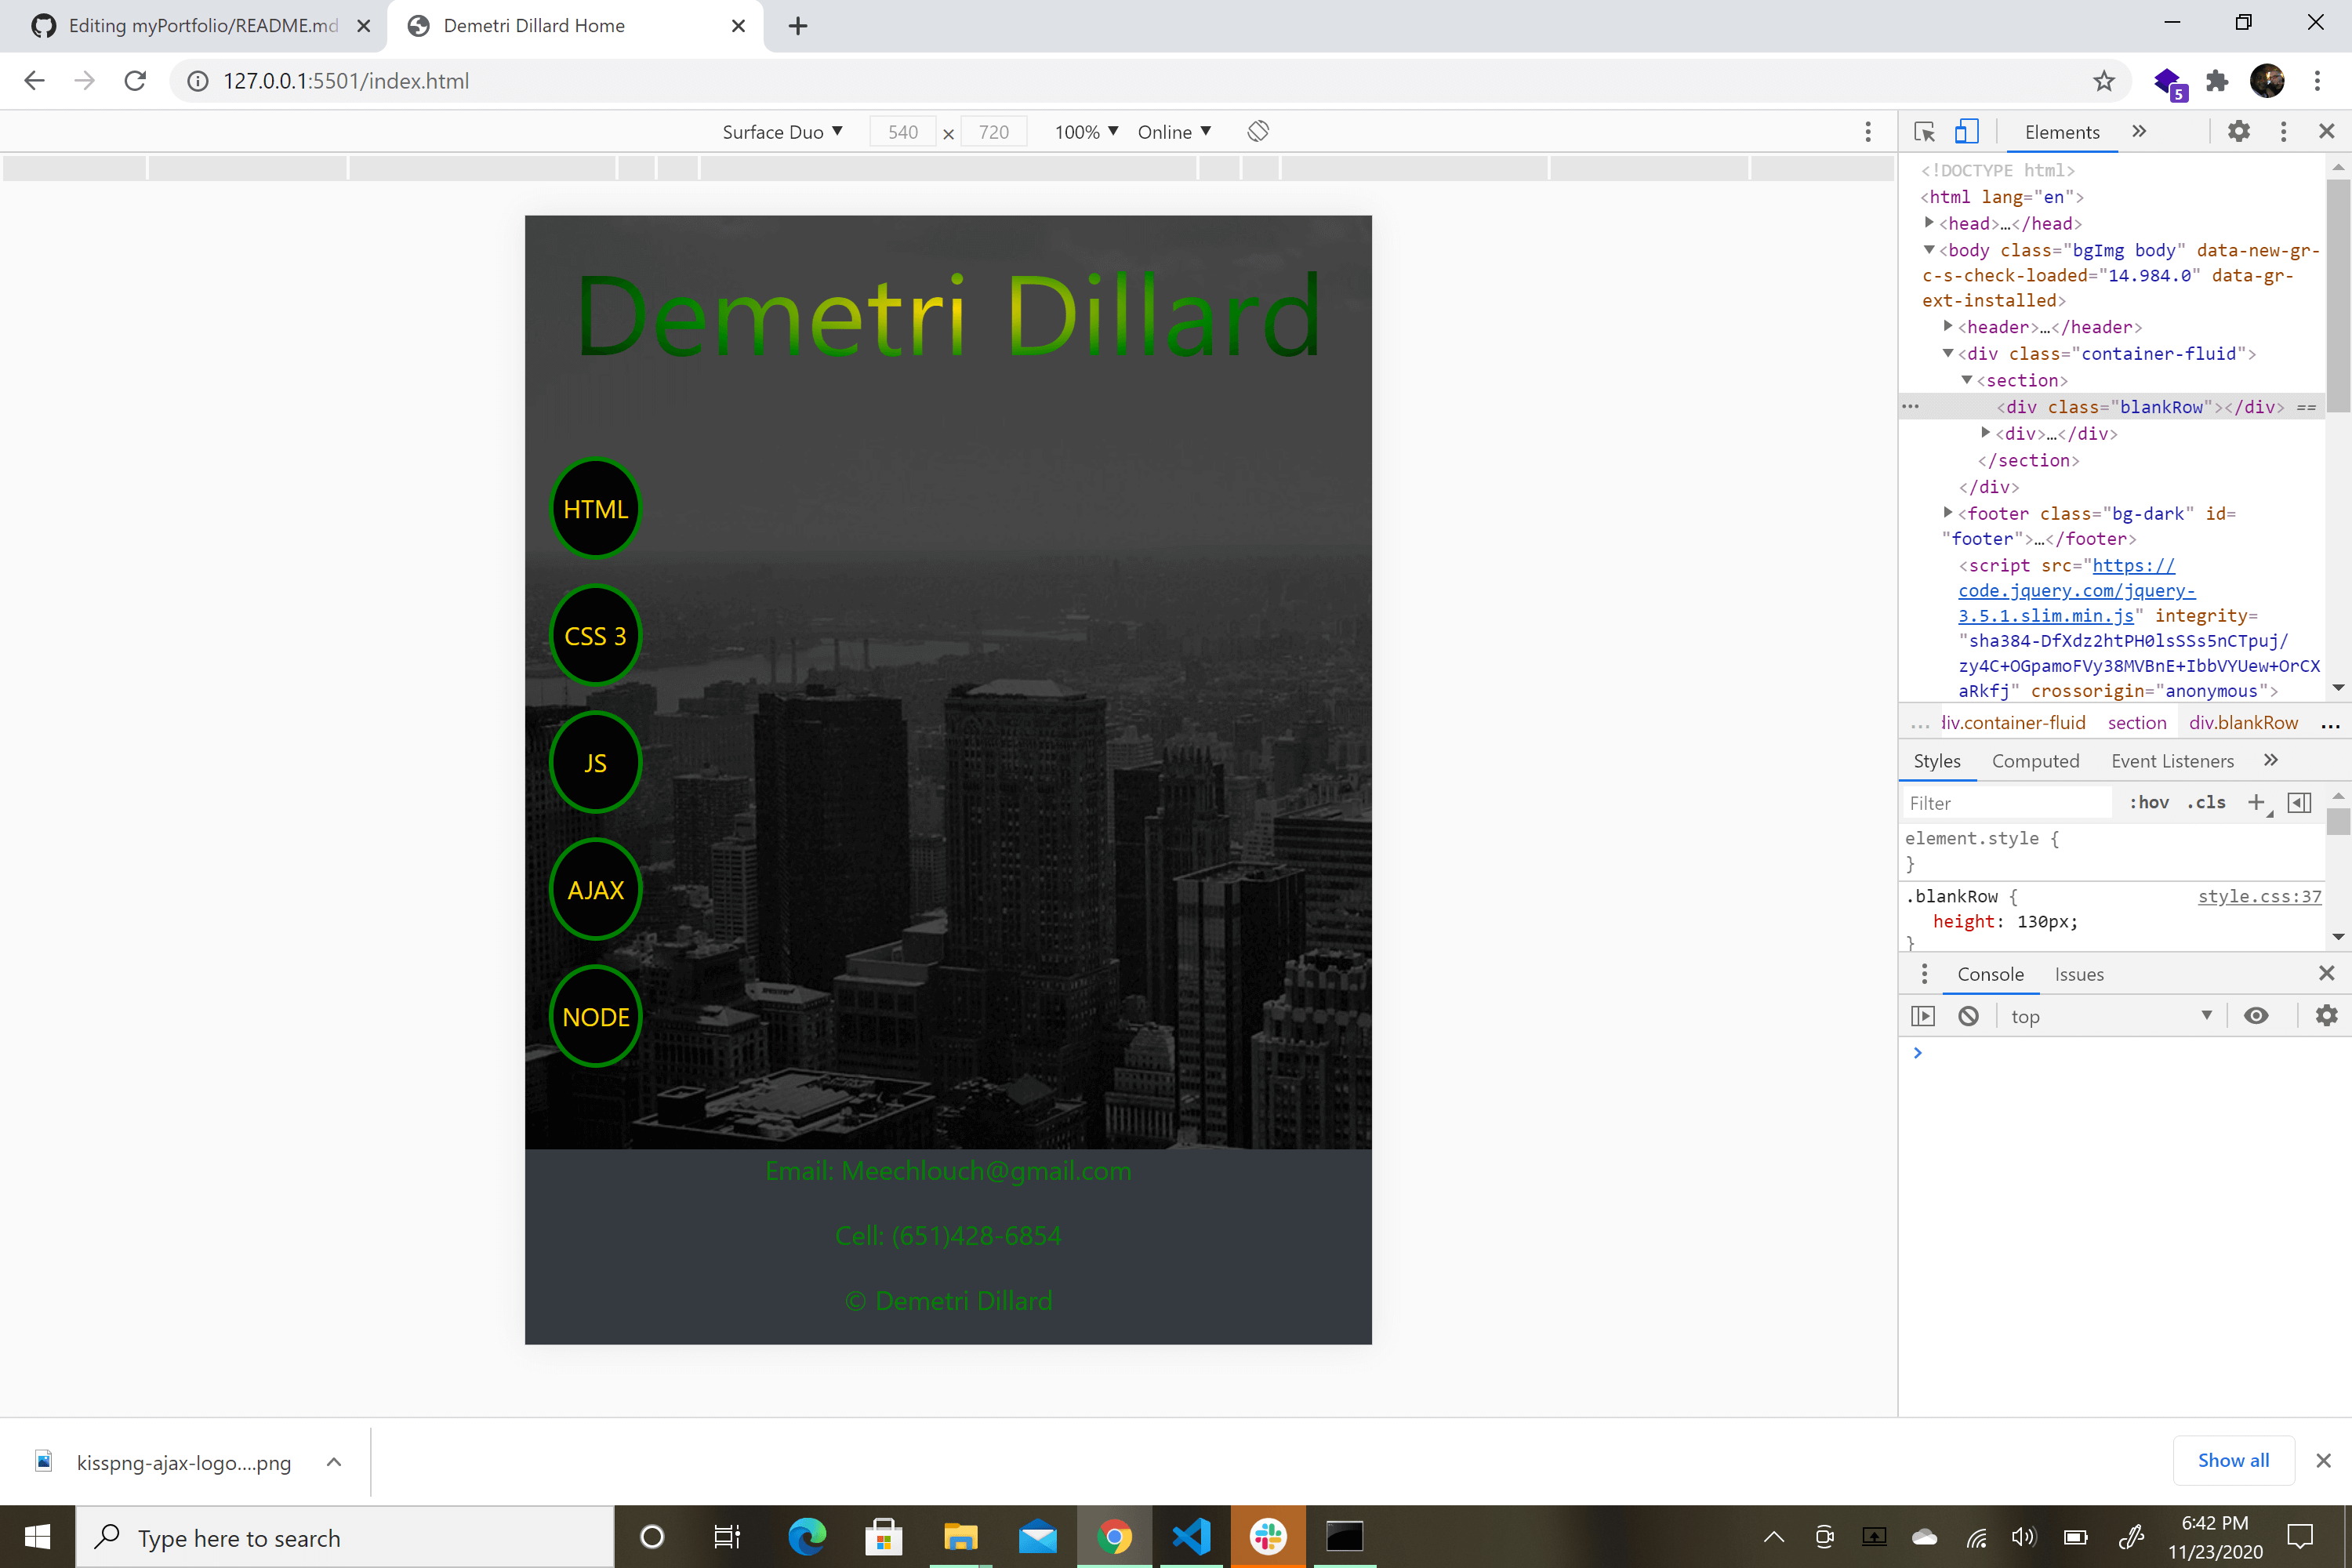 Editing myPortfolio/README.md
Demetri Dillard Home
127.0.0.1:5501/index.html
5
Surface Duo ▼ 540 × 720 100% ▼ Online ▼
Elements »
<!DOCTYPE html>
<html lang="en">
<head>…</head>
<body class="bgImg body" data-new-gr-
c-s-check-loaded="14.984.0" data-gr-
ext-installed>
<header>…</header>
<div class="container-fluid">
<section>
<div class="blankRow"></div> ==
<div>…</div>
</section>
</div>
<footer class="bg-dark" id=
"footer">…</footer>
<script src="https://
code.jquery.com/jquery-
3.5.1.slim.min.js" integrity=
"sha384-DfXdz2htPH0lsSSs5nCTpuj/
zy4C+OGpamoFVy38MVBnE+IbbVYUew+OrCX
aRkfj" crossorigin="anonymous">
... div.container-fluid section div.blankRow ...
Styles Computed Event Listeners »
Filter :hov .cls +
element.style {
}
.blankRow { style.css:37
height: 130px;
}
Console Issues
top ▼
Demetri Dillard
HTML
CSS 3
JS
AJAX
NODE
Email: Meechlouch@gmail.com
Cell: (651)428-6854
© Demetri Dillard
kisspng-ajax-logo....png
Show all
Type here to search
6:42 PM
11/23/2020